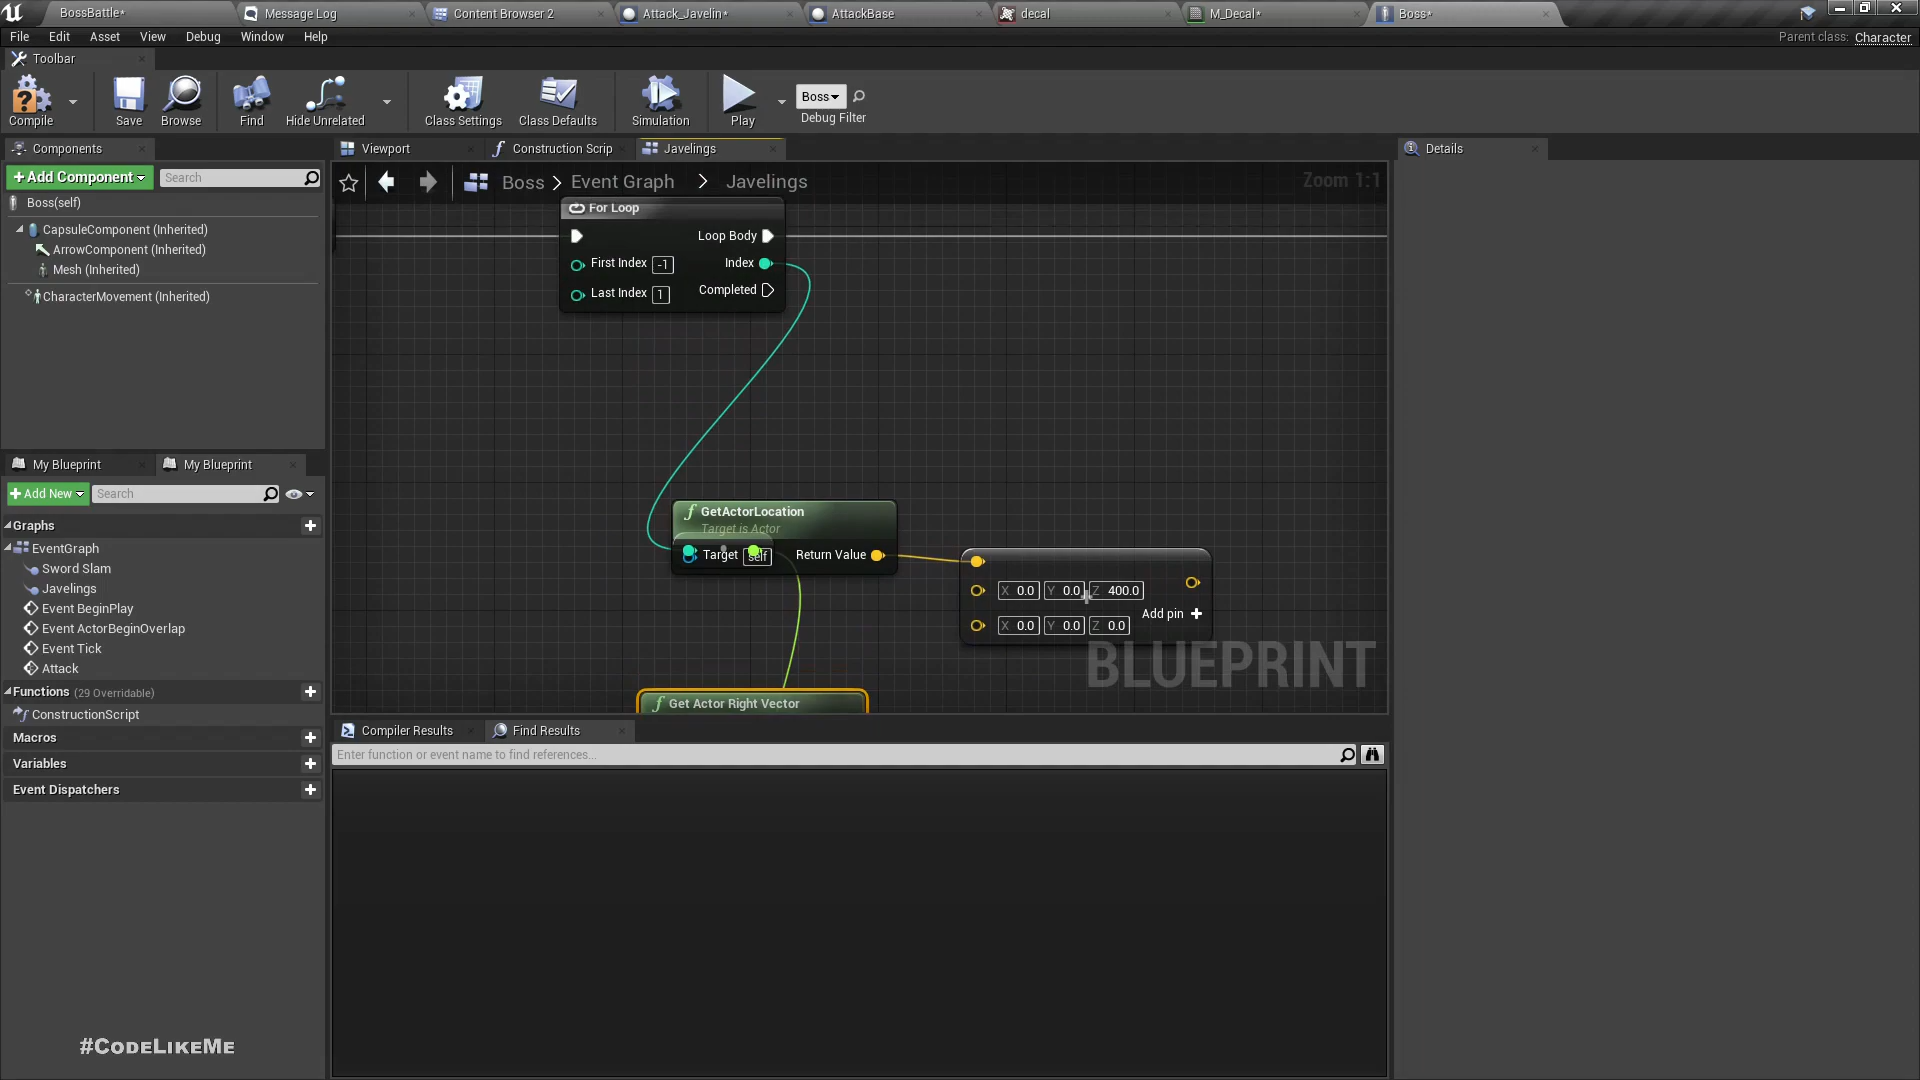 BossBattle*
Message Log
Content Browser 2
Attack_Javelin*
AttackBase
decal
M_Decal*
Boss*
File Edit Asset View Debug Window Help
Parent class: Character
Toolbar
Compile
Save
Browse
Find
Hide Unrelated
Class Settings
Class Defaults
Simulation
Play
Boss
Debug Filter
Components
Add Component
Search
Boss(self)
CapsuleComponent (Inherited)
ArrowComponent (Inherited)
Mesh (Inherited)
CharacterMovement (Inherited)
My Blueprint
My Blueprint
Add New
Search
Graphs
EventGraph
Sword Slam
Javelings
Event BeginPlay
Event ActorBeginOverlap
Event Tick
Attack
Functions (29 Overridable)
ConstructionScript
Macros
Variables
Event Dispatchers
Viewport
Construction Scrip
Javelings
Boss > Event Graph > Javelings
Zoom 1:1
For Loop
Loop Body
First Index -1
Index
Last Index 1
Completed
GetActorLocation
Target is Actor
Target self
Return Value
X 0.0 Y 0.0 Z 400.0
Add pin
X 0.0 Y 0.0 Z 0.0
BLUEPRINT
Get Actor Right Vector
Compiler Results
Find Results
Enter function or event name to find references...
Details
#CodeLikeMe